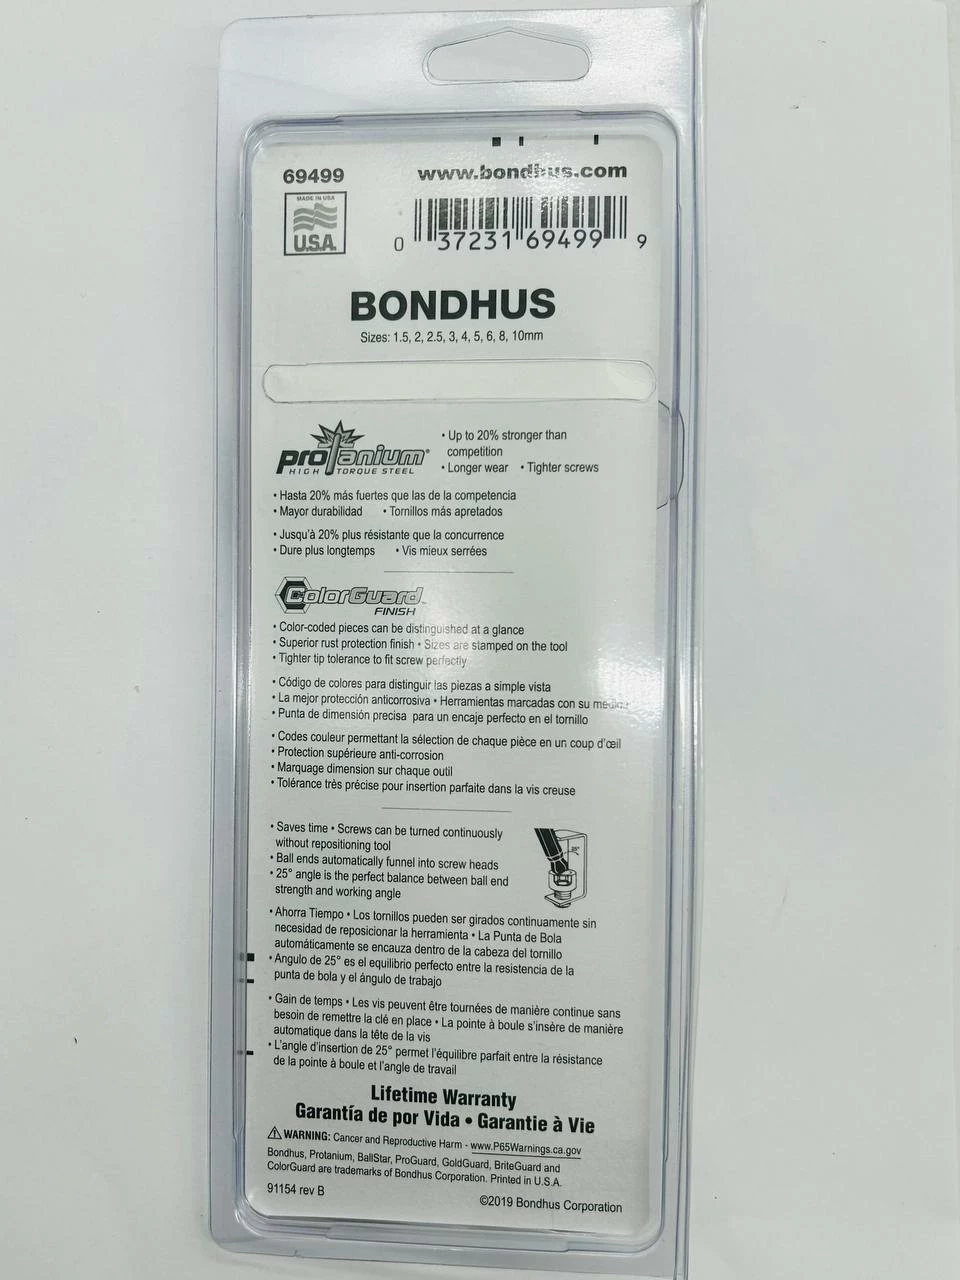 69499
www.bondhus.com
MADE IN USA
U.S.A.
0 37231 69499 9
BONDHUS
Sizes: 1.5, 2, 2.5, 3, 4, 5, 6, 8, 10mm
proTanium®
HIGH TORQUE STEEL
• Up to 20% stronger than
competition
• Longer wear • Tighter screws
• Hasta 20% más fuertes que las de la competencia
• Mayor durabilidad • Tornillos más apretados
• Jusqu'à 20% plus résistante que la concurrence
• Dure plus longtemps • Vis mieux serrées
ColorGuard™
FINISH
• Color-coded pieces can be distinguished at a glance
• Superior rust protection finish • Sizes are stamped on the tool
• Tighter tip tolerance to fit screw perfectly
• Código de colores para distinguir las piezas a simple vista
• La mejor protección anticorrosiva • Herramientas marcadas con su medida
• Punta de dimensión precisa para un encaje perfecto en el tornillo
• Codes couleur permettant la sélection de chaque pièce en un coup d'œil
• Protection supérieure anti-corrosion
• Marquage dimension sur chaque outil
• Tolérance très précise pour insertion parfaite dans la vis creuse
• Saves time • Screws can be turned continuously
without repositioning tool
• Ball ends automatically funnel into screw heads
• 25° angle is the perfect balance between ball end
strength and working angle
25°
• Ahorra Tiempo • Los tornillos pueden ser girados continuamente sin
necesidad de reposicionar la herramienta • La Punta de Bola
automáticamente se encauza dentro de la cabeza del tornillo
• Angulo de 25° es el equilibrio perfecto entre la resistencia de la
punta de bola y el ángulo de trabajo
• Gain de temps • Les vis peuvent être tournées de manière continue sans
besoin de remettre la clé en place • La pointe à boule s'insère de manière
automatique dans la tête de la vis
• L'angle d'insertion de 25° permet l'équilibre parfait entre la résistance
de la pointe à boule et l'angle de travail
Lifetime Warranty
Garantía de por Vida • Garantie à Vie
⚠ WARNING: Cancer and Reproductive Harm - www.P65Warnings.ca.gov
Bondhus, Protanium, BallStar, ProGuard, GoldGuard, BriteGuard and
ColorGuard are trademarks of Bondhus Corporation. Printed in U.S.A.
91154 rev B
©2019 Bondhus Corporation